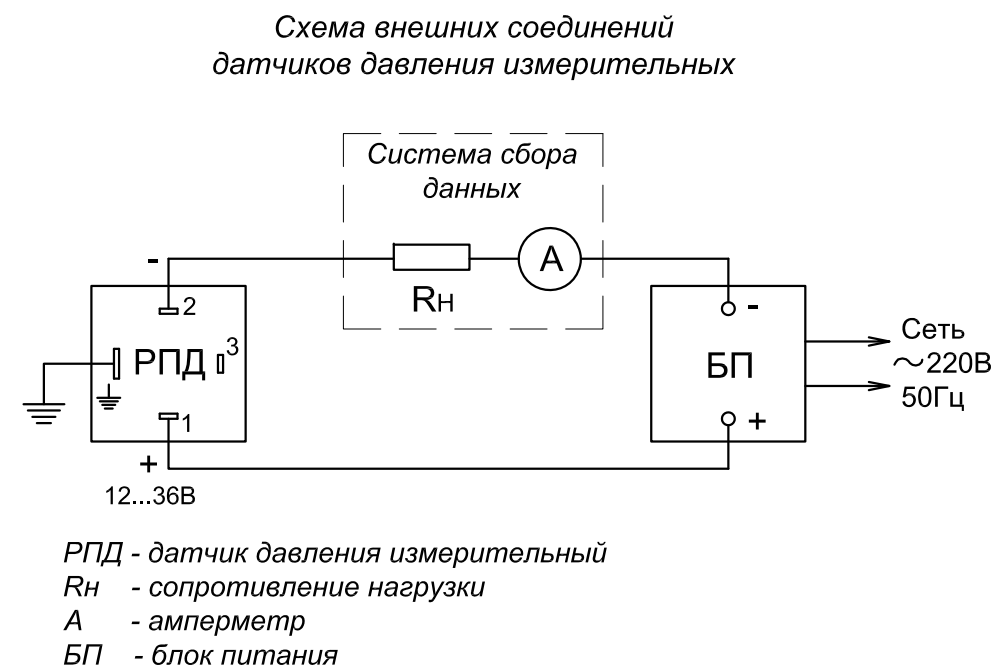 Схема внешних соединений
датчиков давления измерительных
Система сбора
данных
-
A
Rн
2
-
3
РПД
БП
Сеть
~220В
50Гц
1
+
+
12...36В
РПД - датчик давления измерительный
Rн - сопротивление нагрузки
А - амперметр
БП - блок питания